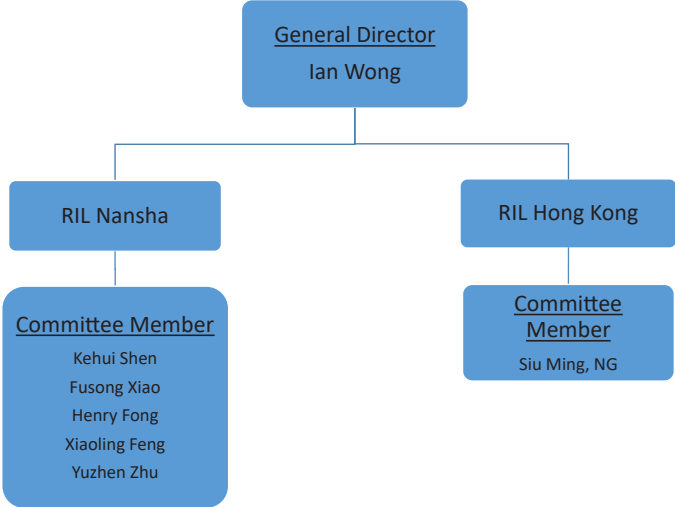 General Director
Ian Wong
RIL Nansha
RIL Hong Kong
Committee Member
Kehui Shen
Fusong Xiao
Henry Fong
Xiaoling Feng
Yuzhen Zhu
Committee
Member
Siu Ming, NG